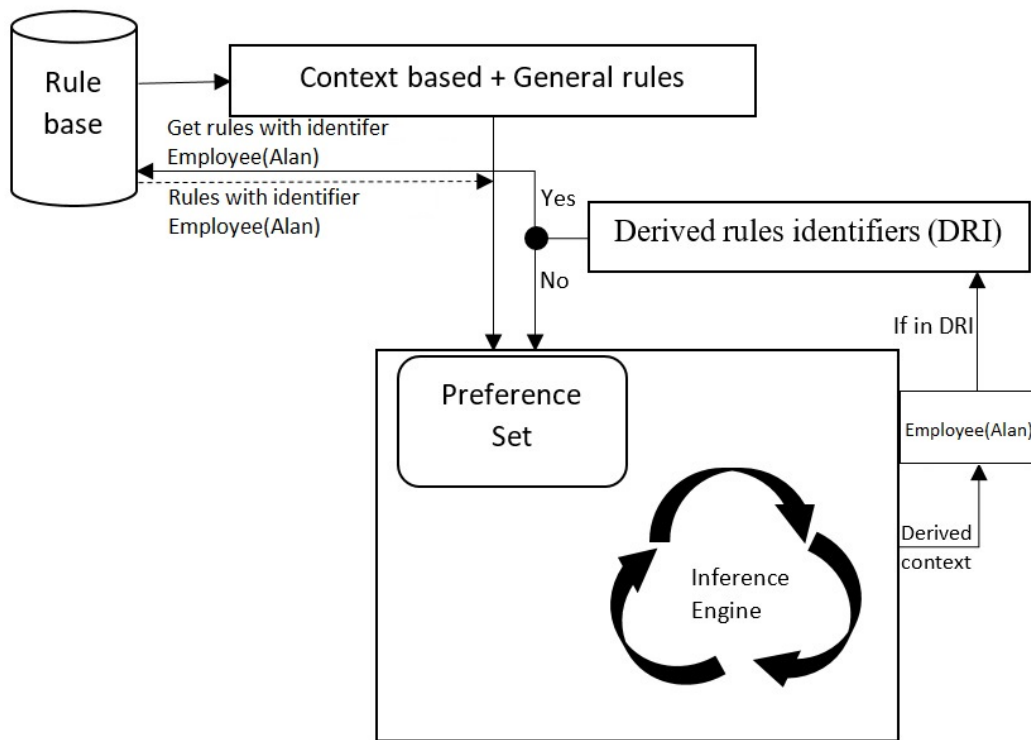 Rule
base
Context based + General rules
Get rules with identifer
Employee(Alan)
Rules with identifier
Employee(Alan)
Yes
No
Derived rules identifiers (DRI)
If in DRI
Preference
Set
Employee(Alan)
Derived
context
Inference
Engine